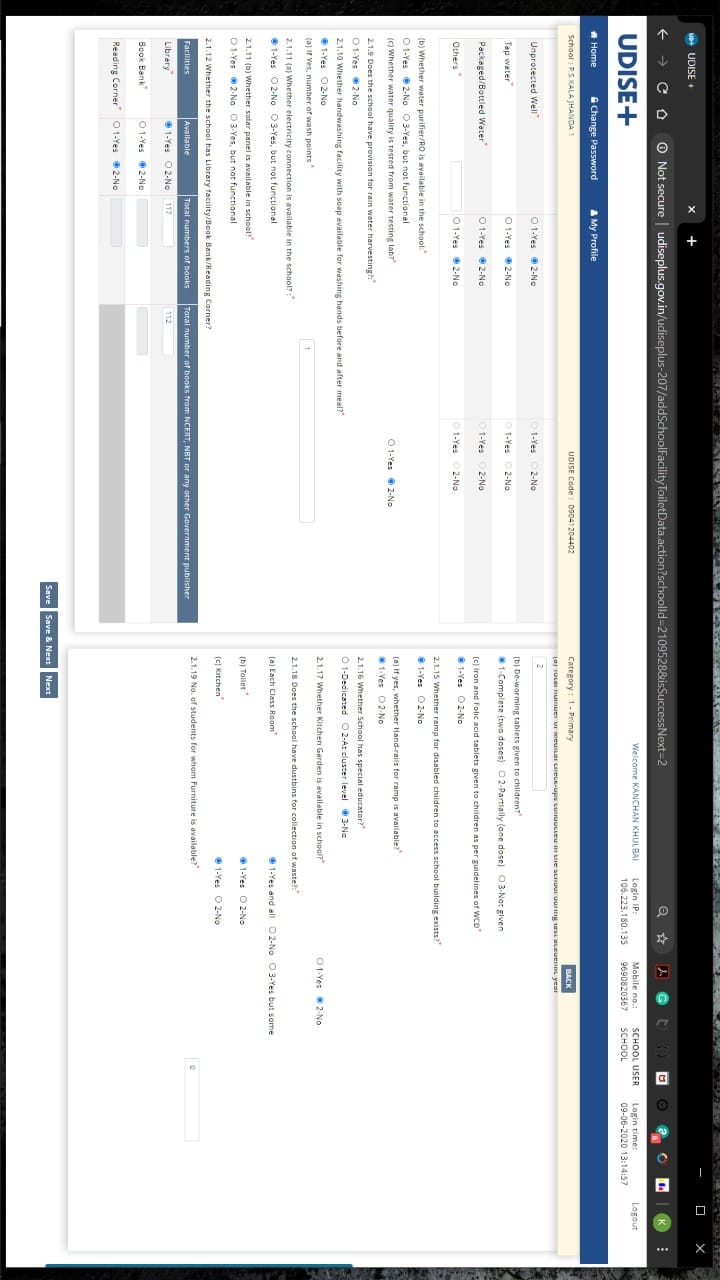 UDISE +
Not secure | udiseplus.gov.in/udiseplus-207/addSchoolFacilityToiletData.action?schoolId=2109528&isSuccessNext=2
UDISE+
Welcome KANCHAN KHULBAI
Login IP: 106.223.180.135
Mobile no.: 9690820367
SCHOOL USER SCHOOL
Login time: 09-06-2020 13:14:57
Logout
Home Change Password My Profile
School : P.S.KALA JHANDA 1 UDISE Code : 09041204402 Category : 1 - Primary BACK
Unprotected Well* 1-Yes 2-No 1-Yes 2-No
Tap water* 1-Yes 2-No 1-Yes 2-No
Packaged/Bottled Water* 1-Yes 2-No 1-Yes 2-No
Others * 1-Yes 2-No 1-Yes 2-No
(b) Whether water purifier/RO is available in the school:*
1-Yes 2-No 3-Yes, but not functional
(c) Whether water quality is tested from water testing lab?* 1-Yes 2-No
2.1.9 Does the school have provision for rain water harvesting?:*
1-Yes 2-No
2.1.10 Whether handwashing facility with soap available for washing hands before and after meal?*
1-Yes 2-No
(a) If Yes, number of wash points * 1
2.1.11 (a) Whether electricity connection is available in the school? :*
1-Yes 2-No 3-Yes, but not functional
2.1.11 (b) Whether solar panel is available in school?*
1-Yes 2-No 3-Yes, but not functional
2.1.12 Whether the school has Library facility/Book Bank/Reading Corner?
Facilities Available Total numbers of books Total number of books from NCERT, NBT or any other Government publisher
Library* 1-Yes 2-No 117 112
Book Bank* 1-Yes 2-No
Reading Corner* 1-Yes 2-No
(a) Total number of Medical check-ups conducted in the school during last academic year
2
(b) De-worming tablets given to children?*
1-Complete (two doses) 2-Partially (one dose) 3-Not given
(c) Iron and Folic acid tablets given to children as per guidelines of WCD*
1-Yes 2-No
2.1.15 Whether ramp for disabled children to access school building exists?*
1-Yes 2-No
(a) If yes, whether Hand-rails for ramp is available?*
1-Yes 2-No
2.1.16 Whether School has special educator?*
1-Dedicated 2-At cluster level 3-No
2.1.17 Whether Kitchen Garden is available in school?* 1-Yes 2-No
2.1.18 Does the school have dustbins for collection of waste?:*
(a) Each Class Room* 1-Yes and all 2-No 3-Yes but some
(b) Toilet * 1-Yes 2-No
(c) Kitchen* 1-Yes 2-No
2.1.19 No. of students for whom Furniture is available?* 0
Save Save & Next Next